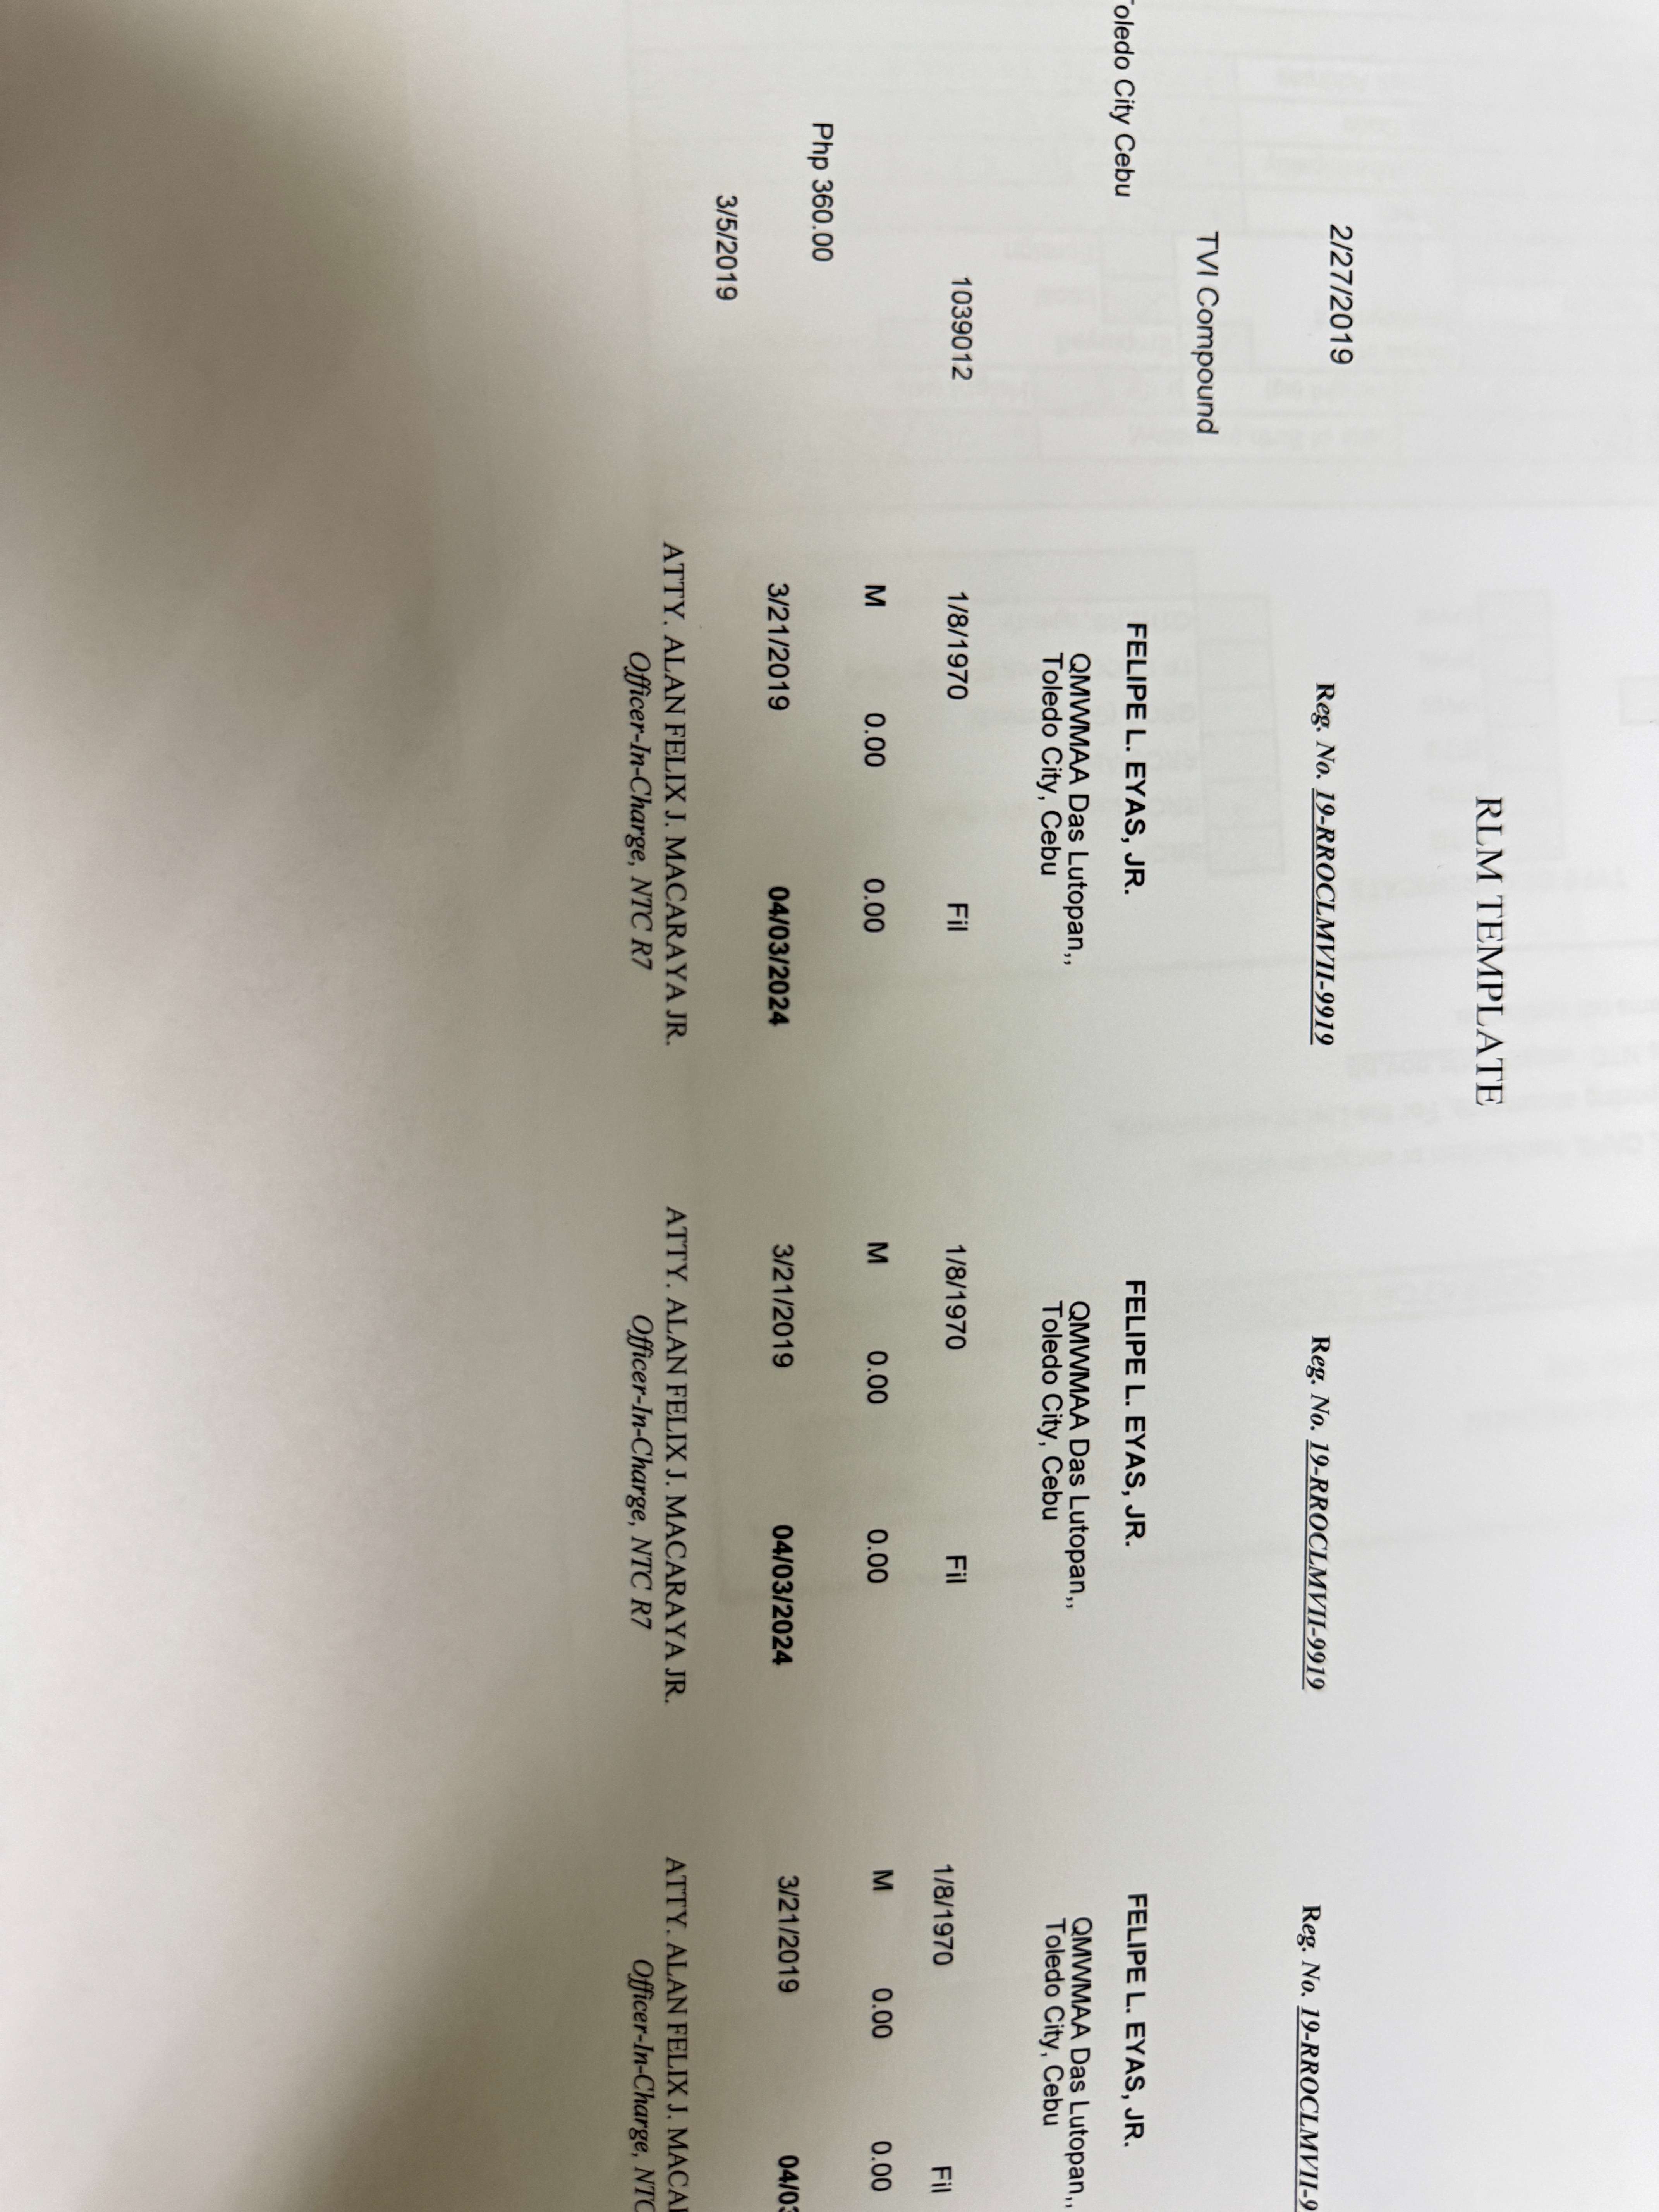 RLM TEMPLATE
2/27/2019
TVI Compound
Toledo City Cebu
1039012
Php 360.00
3/5/2019
Reg. No. 19-RROCLMVII-9919
FELIPE L. EYAS, JR.
QMWMAA Das Lutopan,,
Toledo City, Cebu
1/8/1970 Fil
M 0.00 0.00
3/21/2019 04/03/2024
ATTY. ALAN FELIX J. MACARAYA JR.
Officer-In-Charge, NTC R7
Reg. No. 19-RROCLMVII-9919
FELIPE L. EYAS, JR.
QMWMAA Das Lutopan,,
Toledo City, Cebu
1/8/1970 Fil
M 0.00 0.00
3/21/2019 04/03/2024
ATTY. ALAN FELIX J. MACARAYA JR.
Officer-In-Charge, NTC R7
Reg. No. 19-RROCLMVII-9
FELIPE L. EYAS, JR.
QMWMAA Das Lutopan,,
Toledo City, Cebu
1/8/1970 Fil
M 0.00 0.00
3/21/2019 04/03
ATTY. ALAN FELIX J. MACA
Officer-In-Charge, NTC